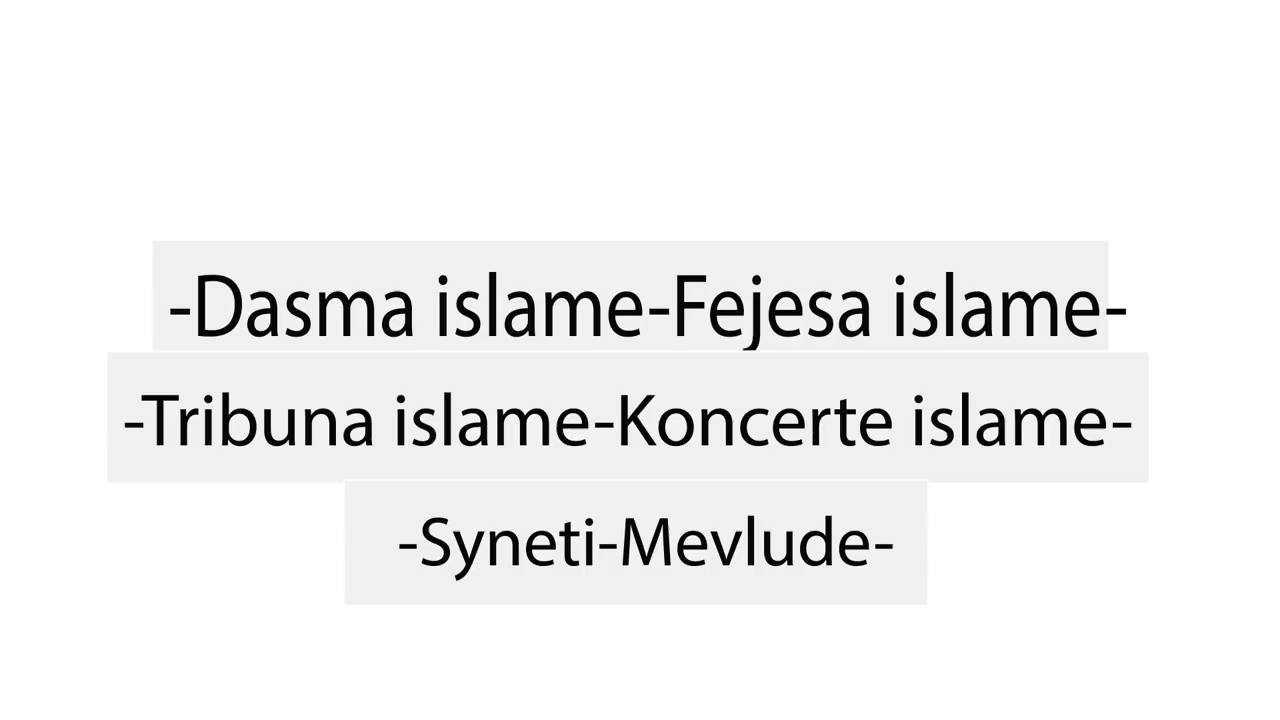 -Dasma islame-Fejesa islame-
-Tribuna islame-Koncerte islame-
-Syneti-Mevlude-